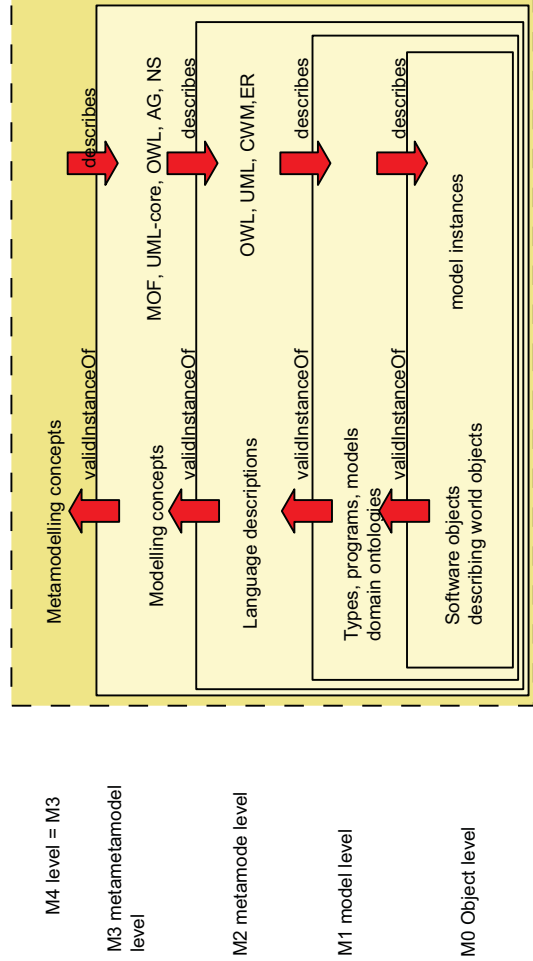 M4 level = M3
Metamodelling concepts
validInstanceOf
describes
M3 metametamodel
level
Modelling concepts
MOF, UML-core, OWL, AG, NS
validInstanceOf
describes
M2 metamode level
Language descriptions
OWL, UML, CWM,ER
validInstanceOf
describes
M1 model level
Types, programs, models
domain ontologies
validInstanceOf
describes
M0 Object level
Software objects
describing world objects
model instances